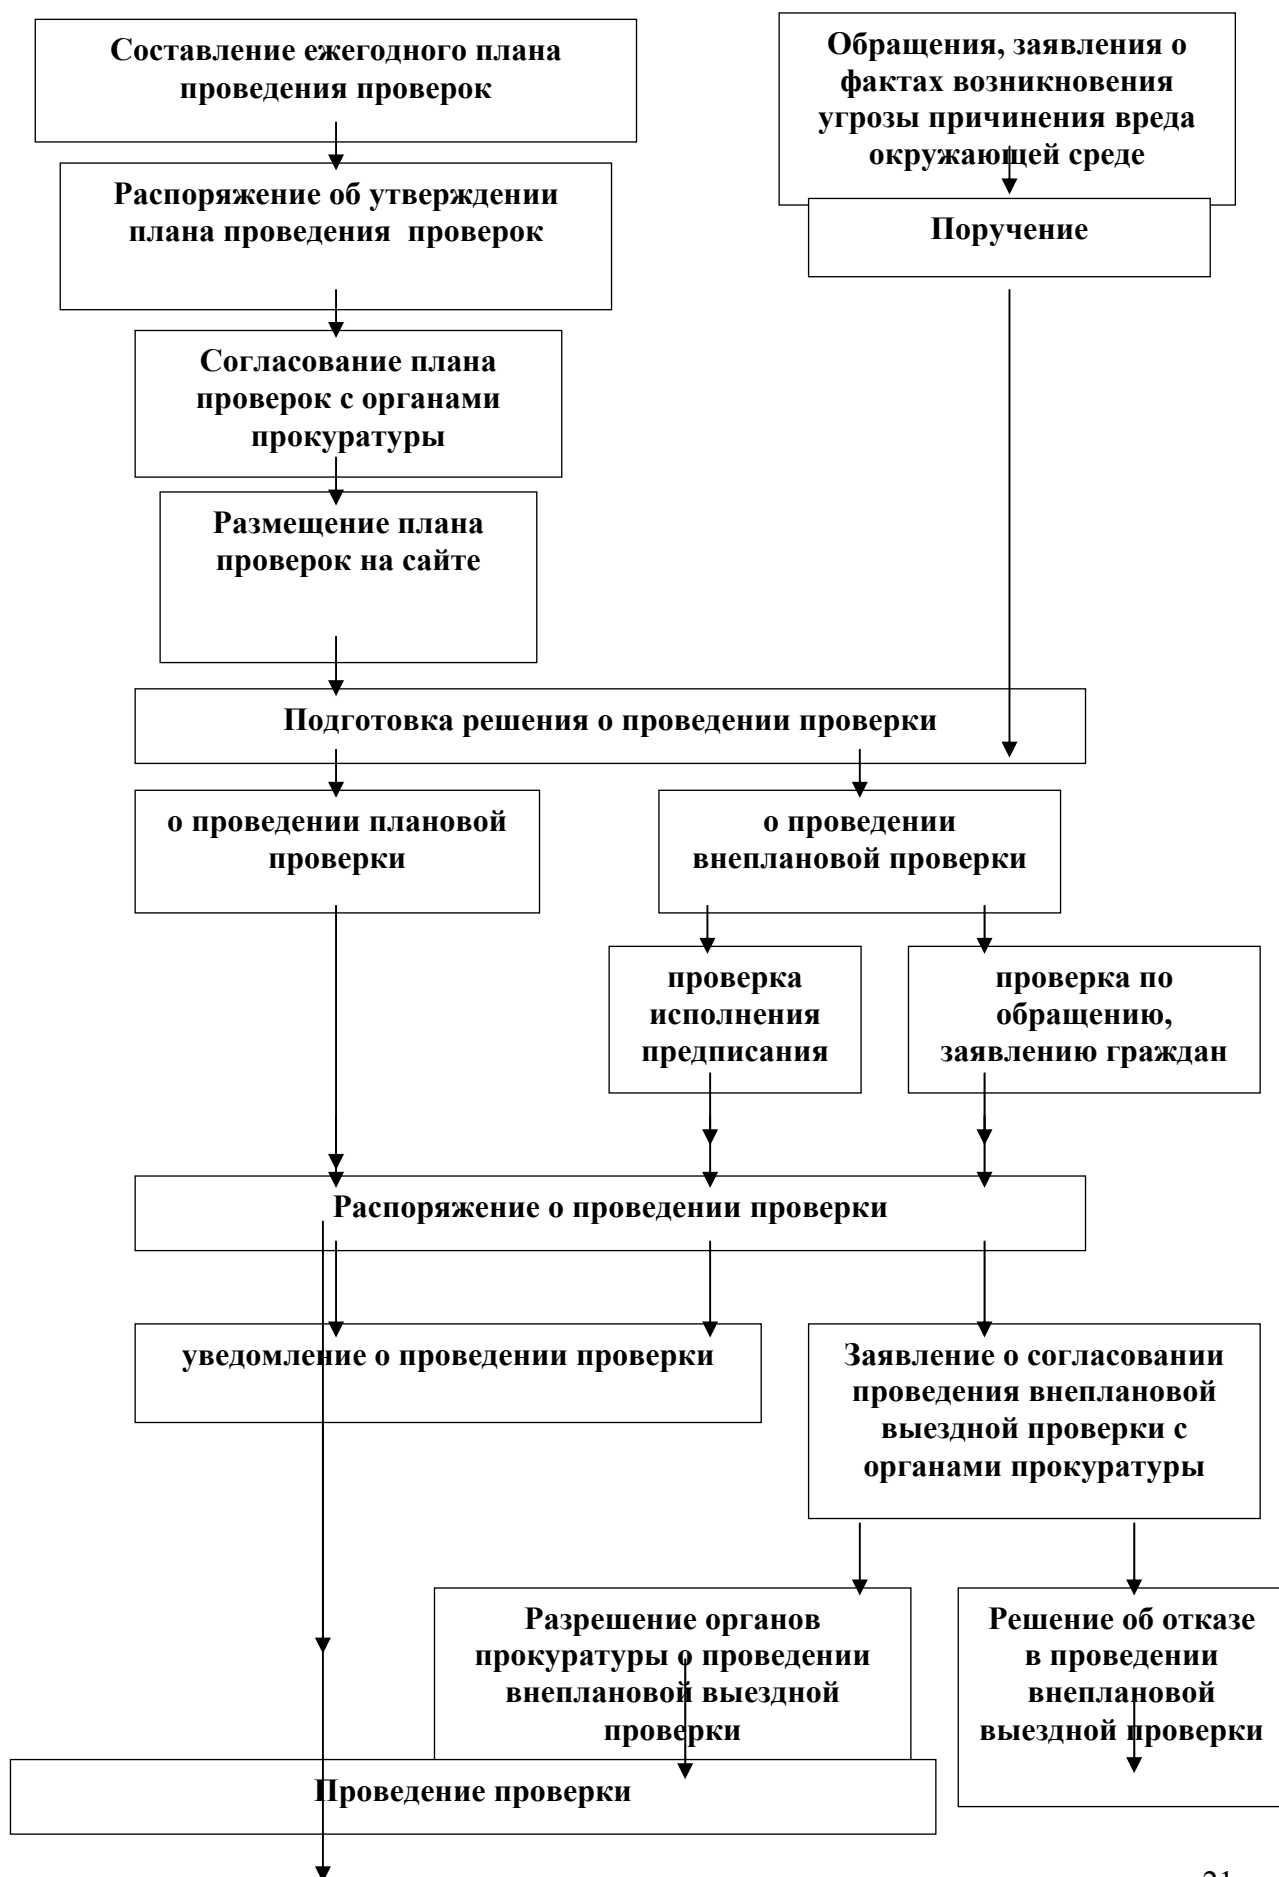 Составление ежегодного плана
проведения проверок
Обращения, заявления о
фактах возникновения
угрозы причинения вреда
окружающей среде
Распоряжение об утверждении
плана проведения проверок
Поручение
Согласование плана
проверок с органами
прокуратуры
Размещение плана
проверок на сайте
Подготовка решения о проведении проверки
о проведении плановой
проверки
о проведении
внеплановой проверки
проверка
исполнения
предписания
проверка по
обращению,
заявлению граждан
Распоряжение о проведении проверки
уведомление о проведении проверки
Заявление о согласовании
проведения внеплановой
выездной проверки с
органами прокуратуры
Разрешение органов
прокуратуры о проведении
внеплановой выездной
проверки
Решение об отказе
в проведении
внеплановой
выездной проверки
Проведение проверки